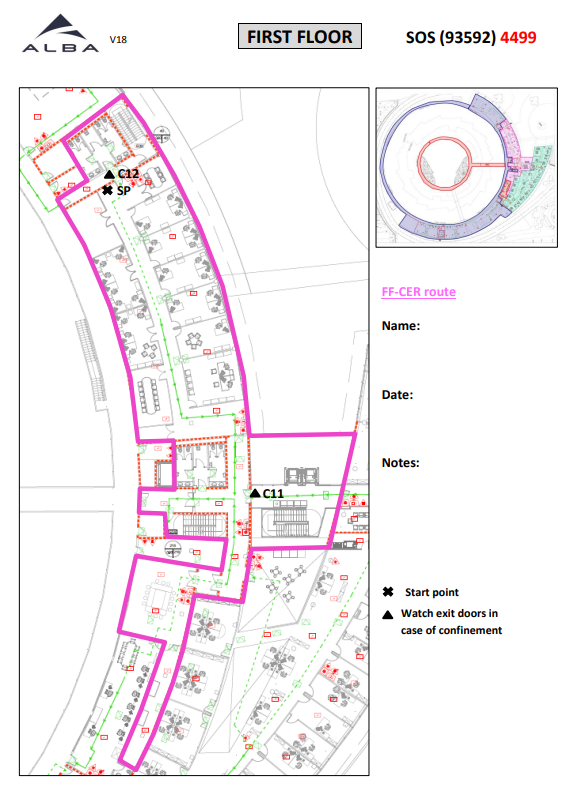 ALBA
V18
FIRST FLOOR
SOS (93592) 4499
C12
SP
C11
FF-CER route
Name:
Date:
Notes:
Start point
Watch exit doors in
case of confinement